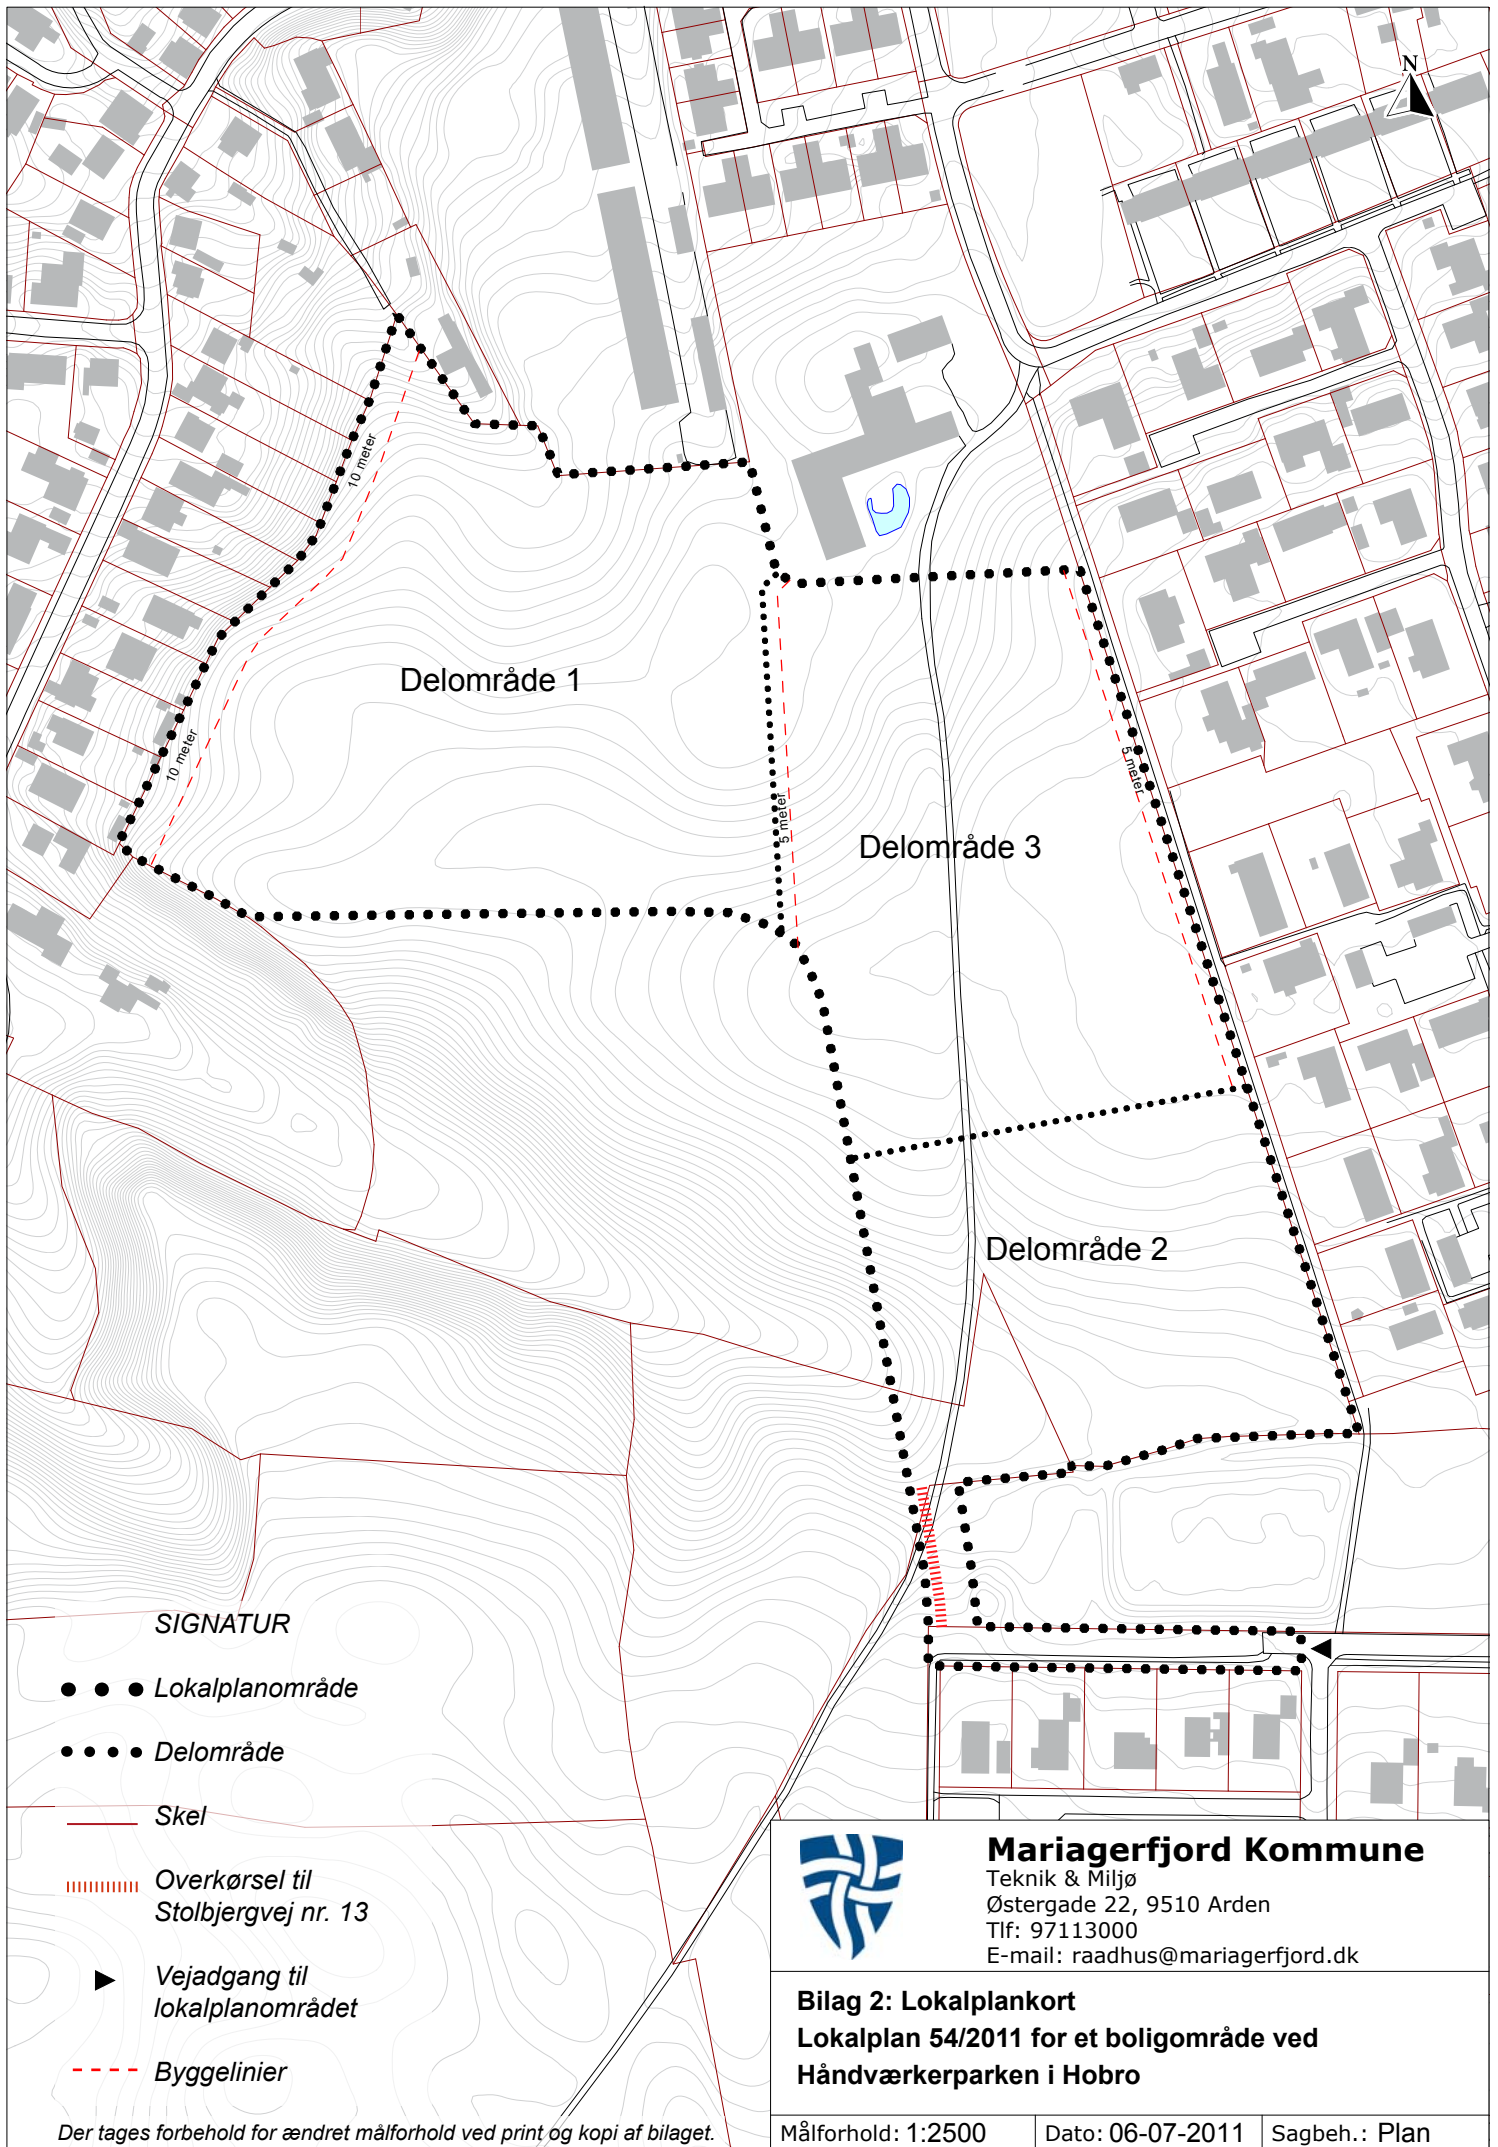 N
10 meter
Delområde 1
10 meter
5 meter
5 meter
Delområde 3
Delområde 2
SIGNATUR
Lokalplanområde
Delområde
Skel
Overkørsel til
Stolbjergvej nr. 13
Vejadgang til
lokalplanområdet
Byggelinier
Der tages forbehold for ændret målforhold ved print og kopi af bilaget.
Mariagerfjord Kommune
Teknik & Miljø
Østergade 22, 9510 Arden
Tlf: 97113000
E-mail: raadhus@mariagerfjord.dk
Bilag 2: Lokalplankort
Lokalplan 54/2011 for et boligområde ved
Håndværkerparken i Hobro
Målforhold: 1:2500 Dato: 06-07-2011 Sagbeh.: Plan